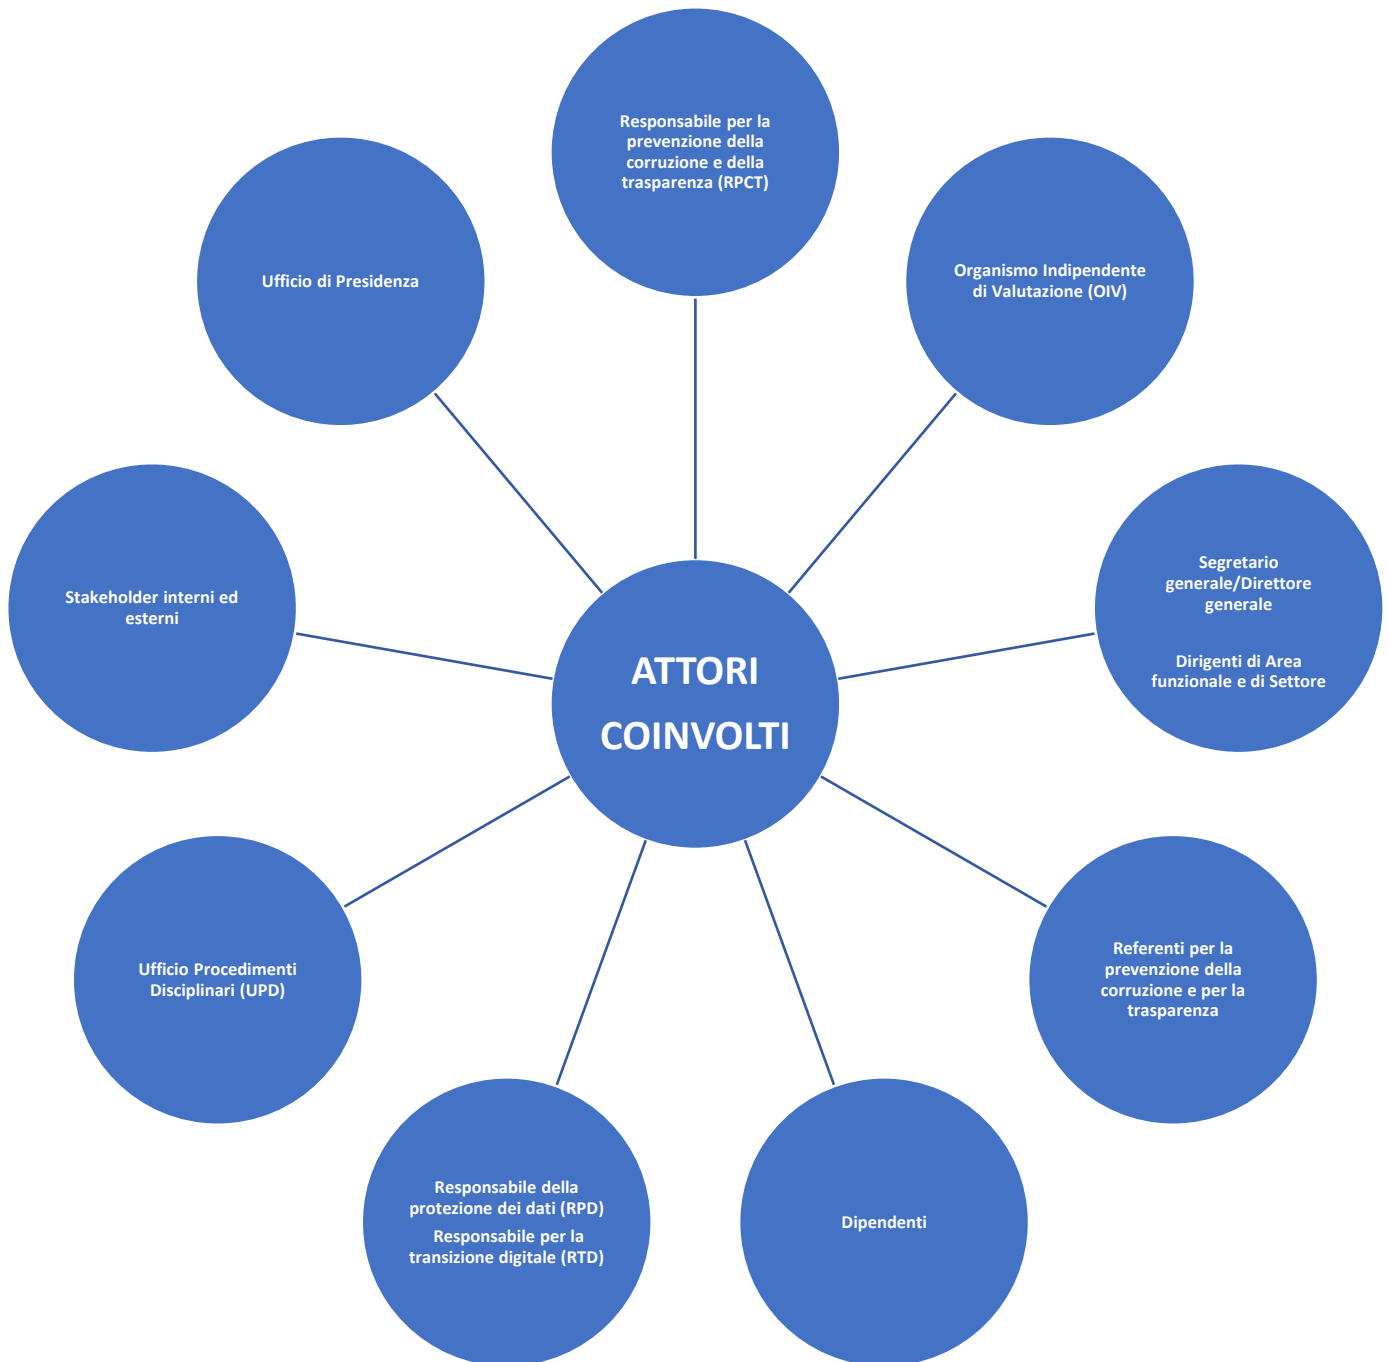 Responsabile per la
prevenzione della
corruzione e della
trasparenza (RPCT)
Organismo Indipendente
di Valutazione (OIV)
Segretario
generale/Direttore
generale
Dirigenti di Area
funzionale e di Settore
Referenti per la
prevenzione della
corruzione e per la
trasparenza
Dipendenti
Responsabile della
protezione dei dati (RPD)
Responsabile per la
transizione digitale (RTD)
Ufficio Procedimenti
Disciplinari (UPD)
Stakeholder interni ed
esterni
Ufficio di Presidenza
ATTORI
COINVOLTI